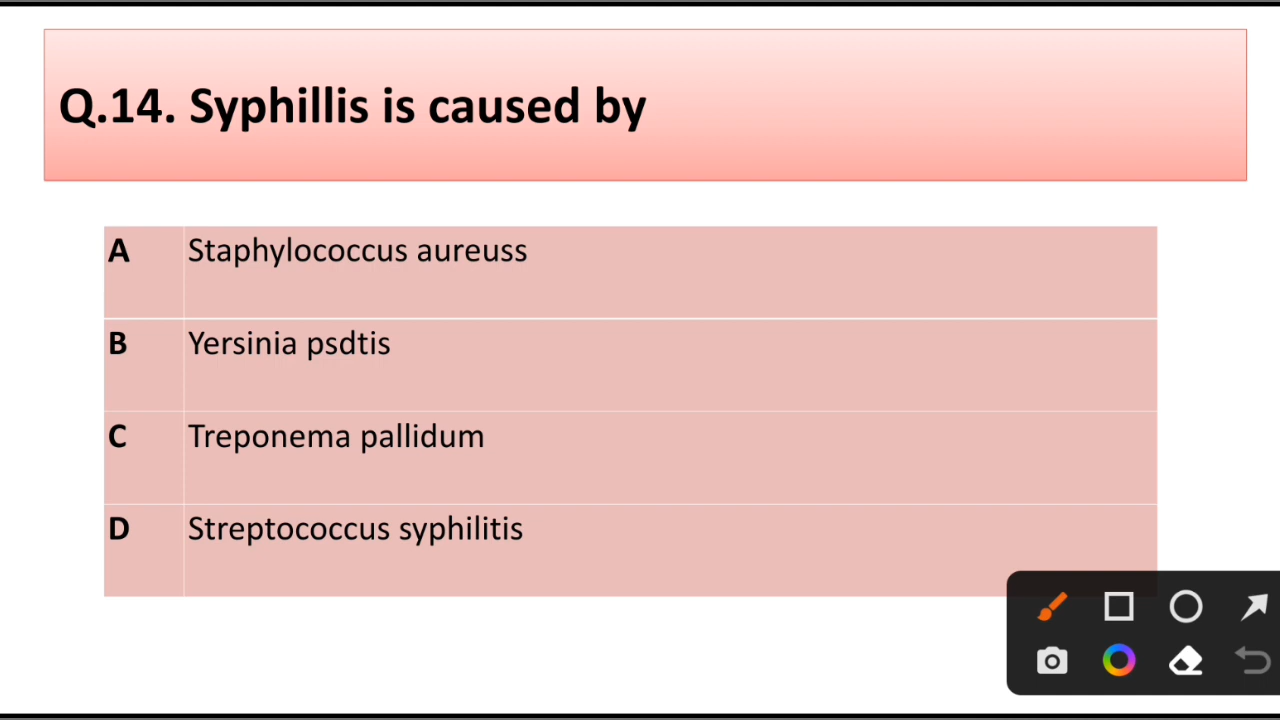 Q.14. Syphillis is caused by
A Staphylococcus aureuss
B Yersinia psdtis
C Treponema pallidum
D Streptococcus syphilitis